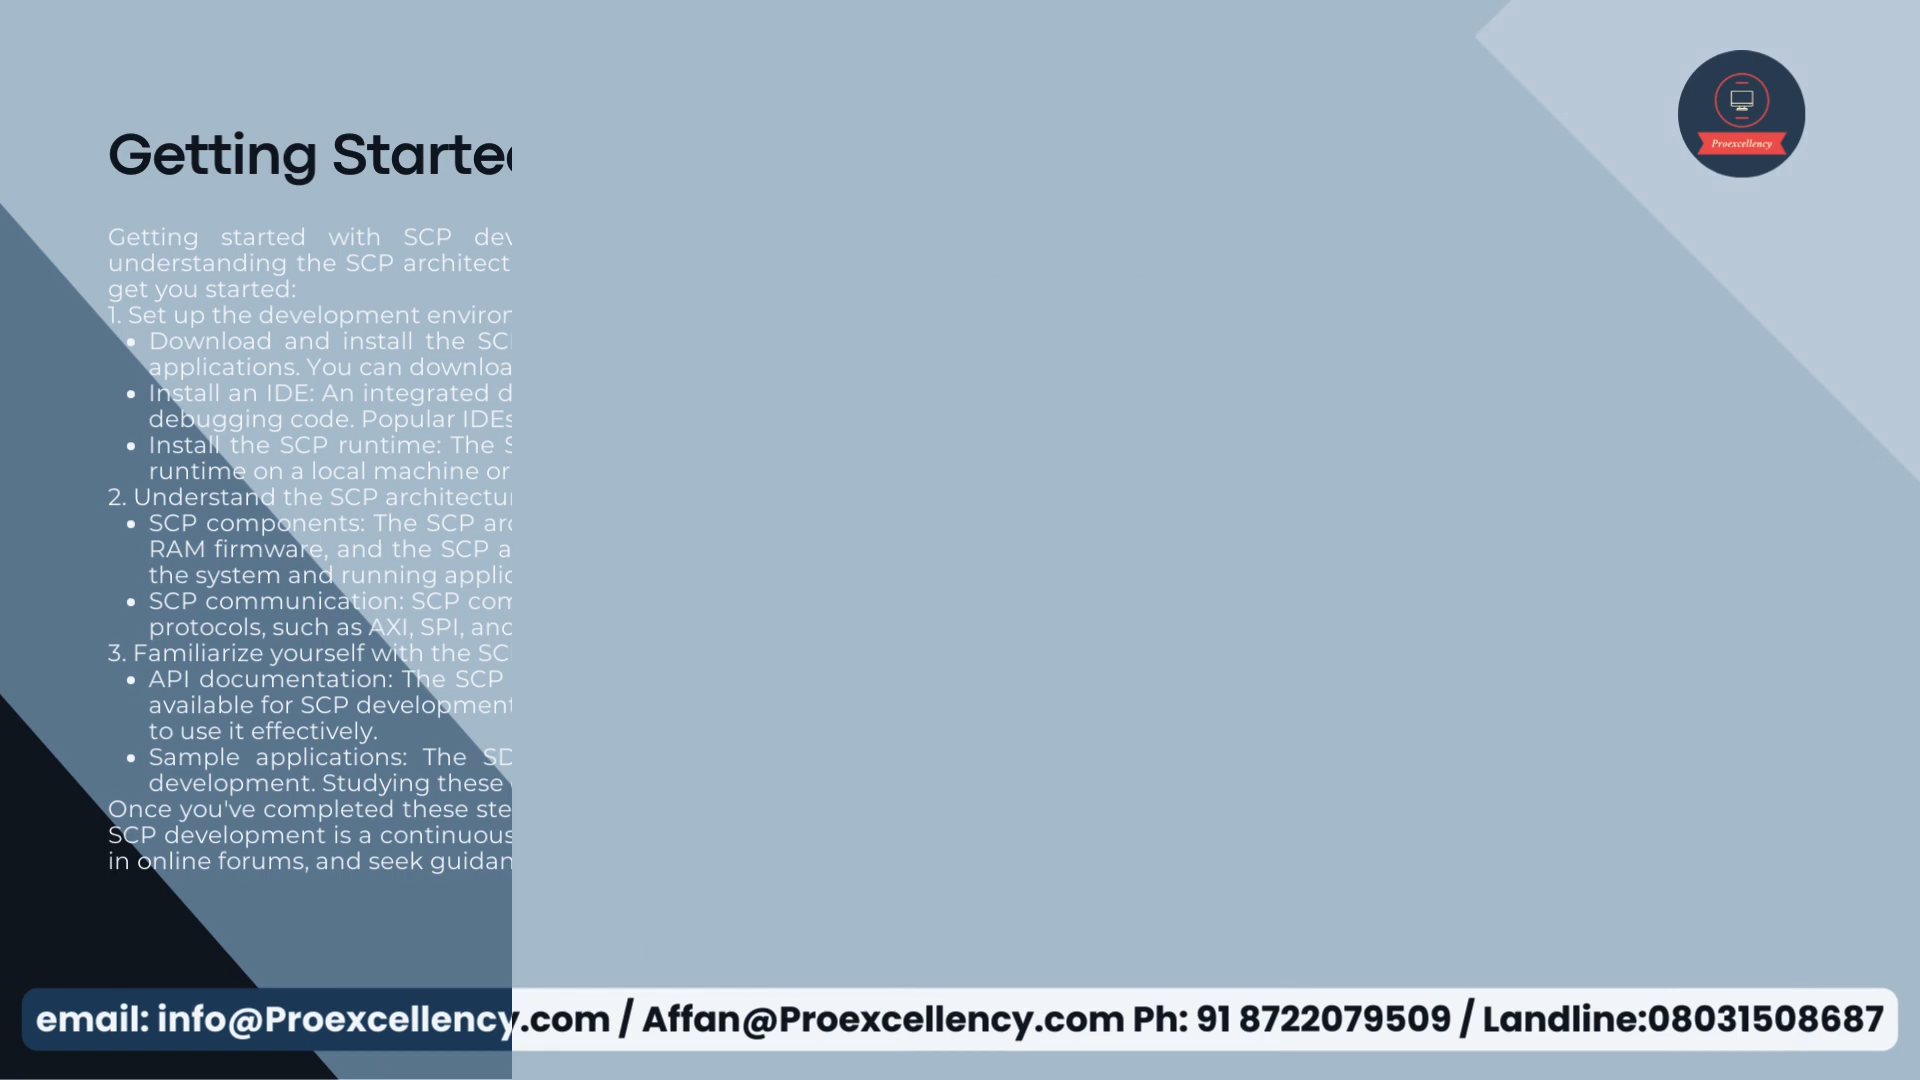 Proexcellency
Getting Started
Getting started with SCP dev
understanding the SCP architect
get you started:
1. Set up the development environ
• Download and install the SC
applications. You can downloa
• Install an IDE: An integrated d
debugging code. Popular IDEs
• Install the SCP runtime: The S
runtime on a local machine or
2. Understand the SCP architectur
• SCP components: The SCP arc
RAM firmware, and the SCP a
the system and running applic
• SCP communication: SCP com
protocols, such as AXI, SPI, and
3. Familiarize yourself with the SC
• API documentation: The SCP
available for SCP development
to use it effectively.
• Sample applications: The SD
development. Studying these
Once you've completed these ste
SCP development is a continuous
in online forums, and seek guidan
email: info@Proexcellency.com / Affan@Proexcellency.com Ph: 91 8722079509 / Landline:08031508687